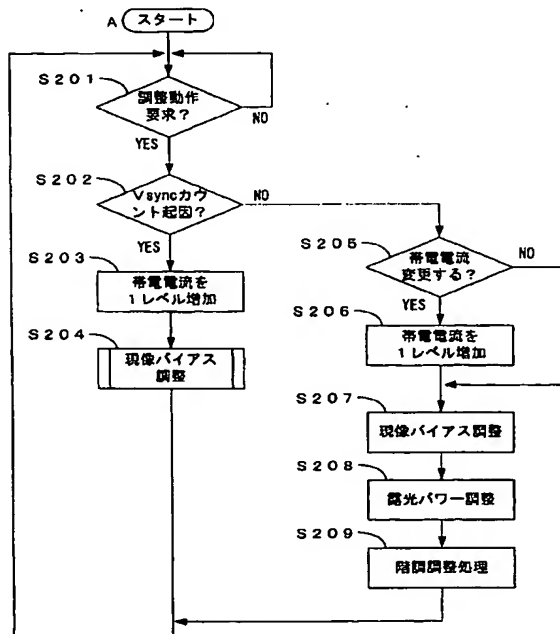 A スタート
S201
調整動作
要求？
NO
YES
S202
Vsyncカウ
ント起因？
NO
YES
S203
帯電電流を
1レベル増加
S204
現像バイアス
調整
S205
帯電電流
変更する？
NO
YES
S206
帯電電流を
1レベル増加
S207
現像バイアス調整
S208
露光パワー調整
S209
階調調整処理